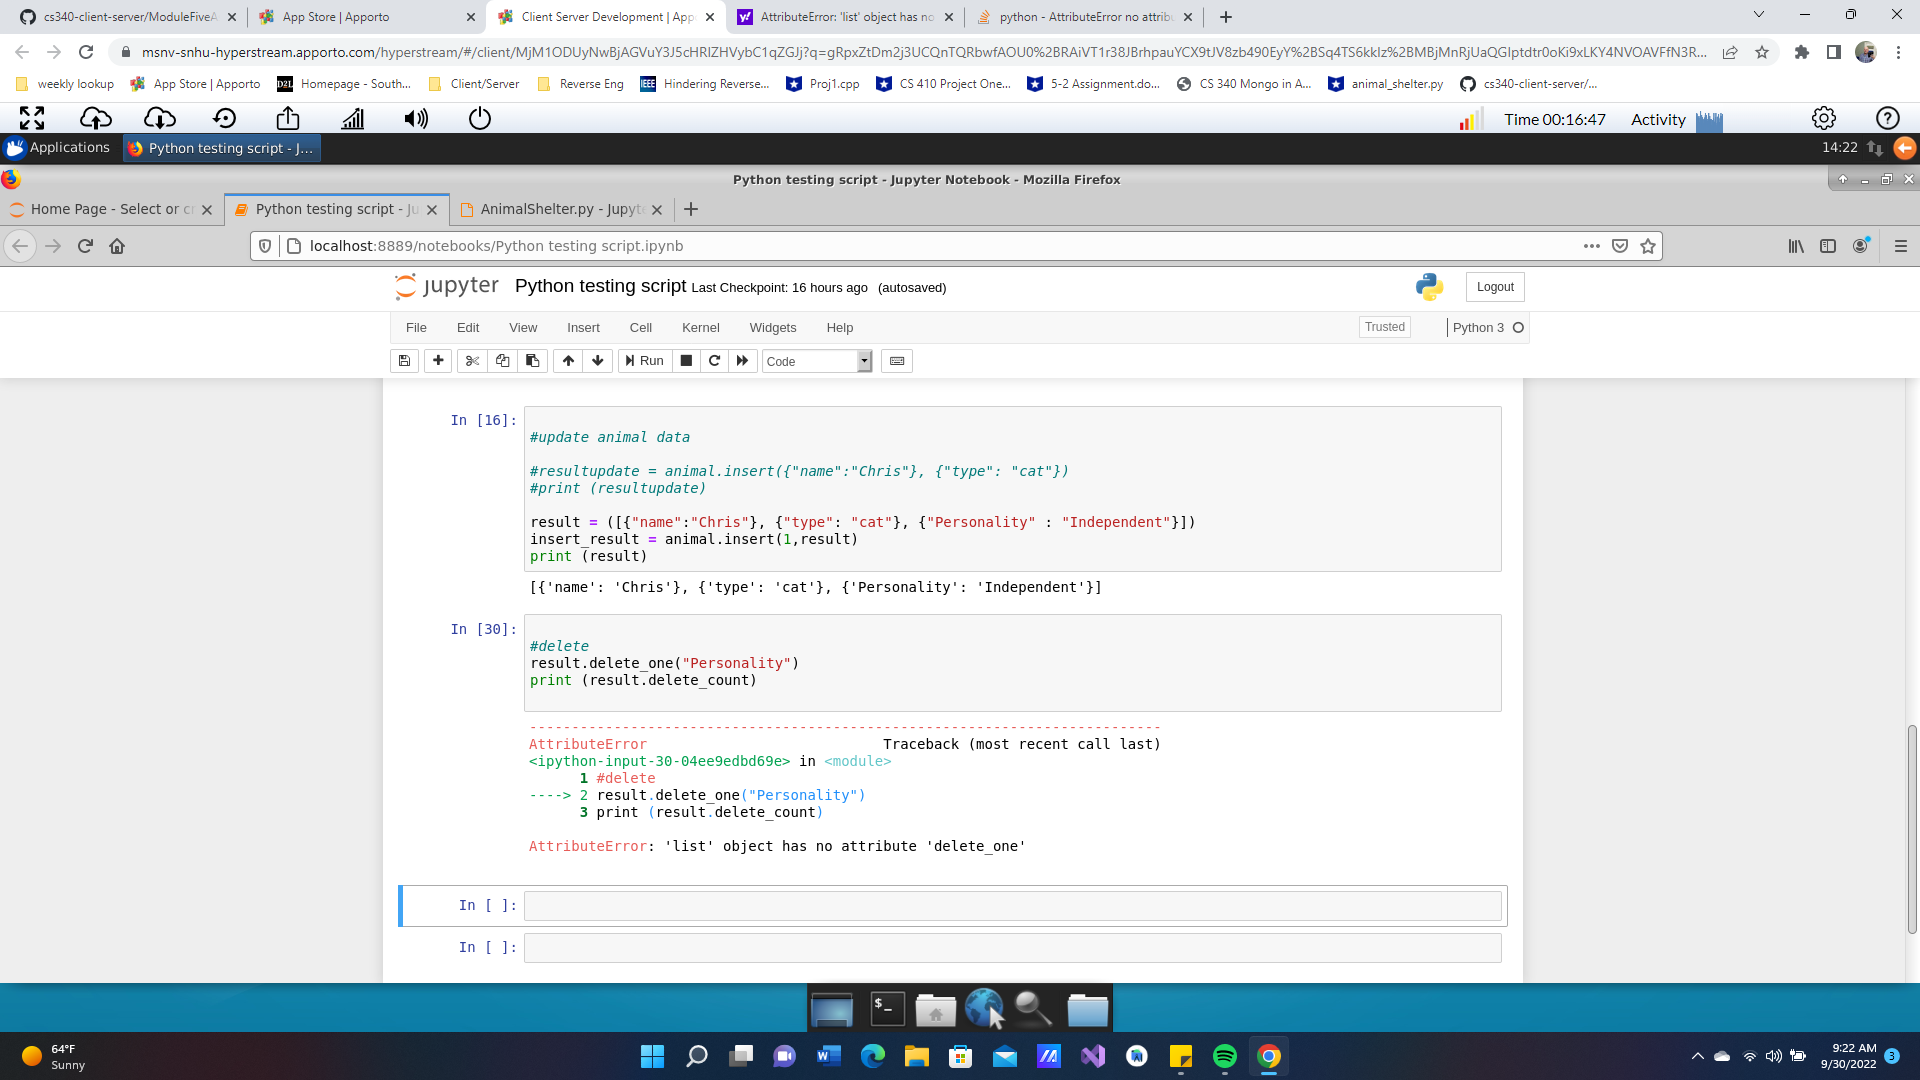 cs340-client-server/ModuleFiveA
App Store | Apporto
Client Server Development | App
AttributeError: 'list' object has no
python - AttributeError no attrib
msnv-snhu-hyperstream.apporto.com/hyperstream/#/client/
weekly lookup
App Store | Apporto
D2L
Homepage - South...
Client/Server
Reverse Eng
IEEE
Hindering Reverse...
Proj1.cpp
CS 410 Project One...
5-2 Assignment.do...
CS 340 Mongo in A...
animal_shelter.py
cs340-client-server/...
Time 00:16:47
Activity
Applications
Python testing script - J...
14:22
Python testing script - Jupyter Notebook - Mozilla Firefox
Home Page - Select or cr
Python testing script - Ju
AnimalShelter.py - Jupyte
localhost:8889/notebooks/Python testing script.ipynb
jupyter
Python testing script Last Checkpoint: 16 hours ago (autosaved)
Logout
File Edit View Insert Cell Kernel Widgets Help
Trusted
Python 3
Run
Code
In [16]:
#update animal data
#resultupdate = animal.insert({"name":"Chris"}, {"type": "cat"})
#print (resultupdate)
result = ([{"name":"Chris"}, {"type": "cat"}, {"Personality" : "Independent"}])
insert_result = animal.insert(1,result)
print (result)
[{'name': 'Chris'}, {'type': 'cat'}, {'Personality': 'Independent'}]
In [30]:
#delete
result.delete_one("Personality")
print (result.delete_count)
---------------------------------------------------------------------------
AttributeError Traceback (most recent call last)
<ipython-input-30-04ee9edbd69e> in <module>
1 #delete
----> 2 result.delete_one("Personality")
3 print (result.delete_count)
AttributeError: 'list' object has no attribute 'delete_one'
In [ ]:
In [ ]:
64°F
Sunny
9:22 AM
9/30/2022
3